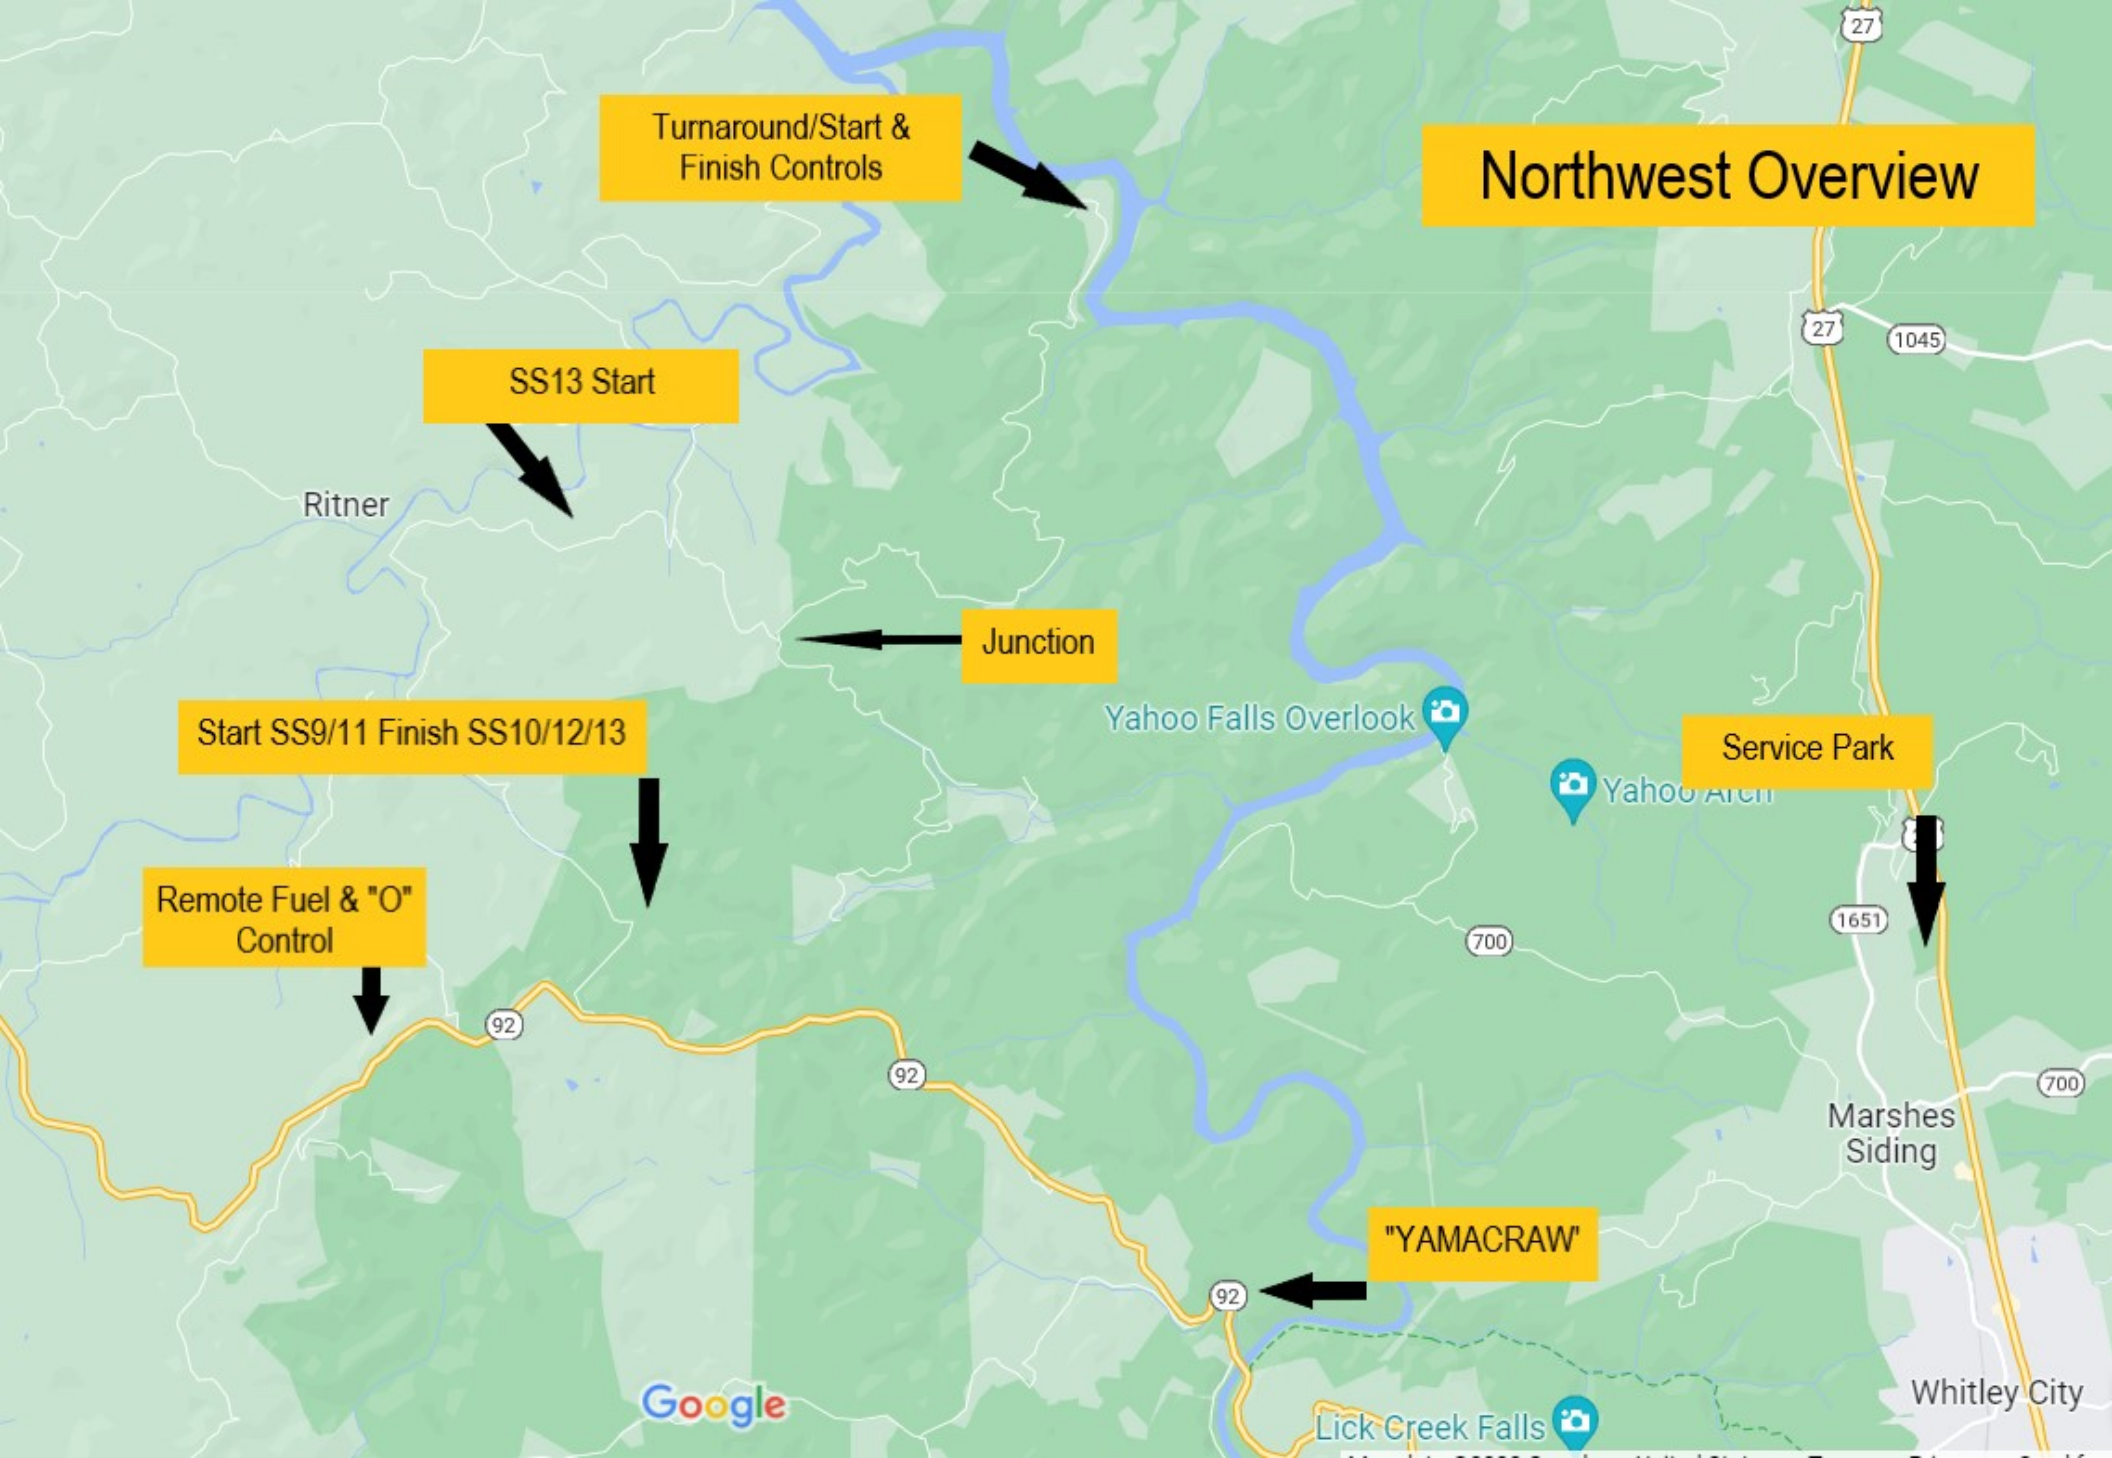 27
Turnaround/Start &
Finish Controls
Northwest Overview
27
1045
SS13 Start
Ritner
Junction
Yahoo Falls Overlook
Start SS9/11 Finish SS10/12/13
Service Park
Yahoo Arch
Remote Fuel & "O"
Control
1651
700
92
92
700
Marshes
Siding
"YAMACRAW'
92
Whitley City
Google
Lick Creek Falls